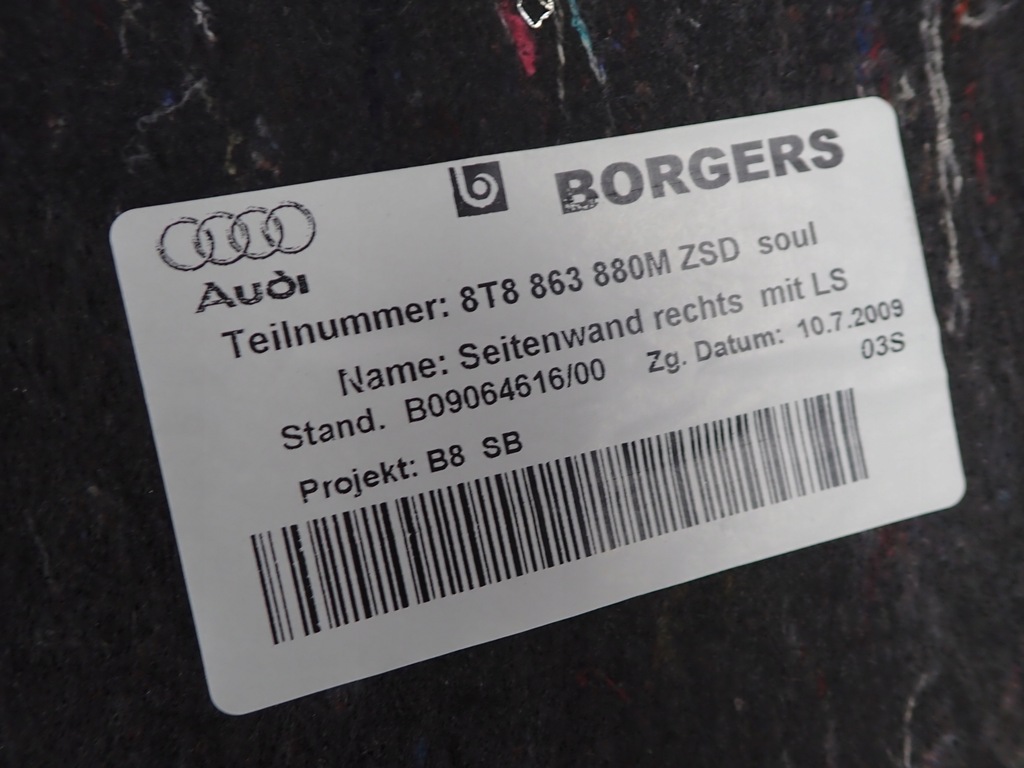 BORGERS
Audi
Teilnummer: 8T8 863 880M ZSD soul
Name: Seitenwand rechts mit LS
Stand. B09064616/00 Zg. Datum: 10.7.2009
Projekt: B8 SB 03S